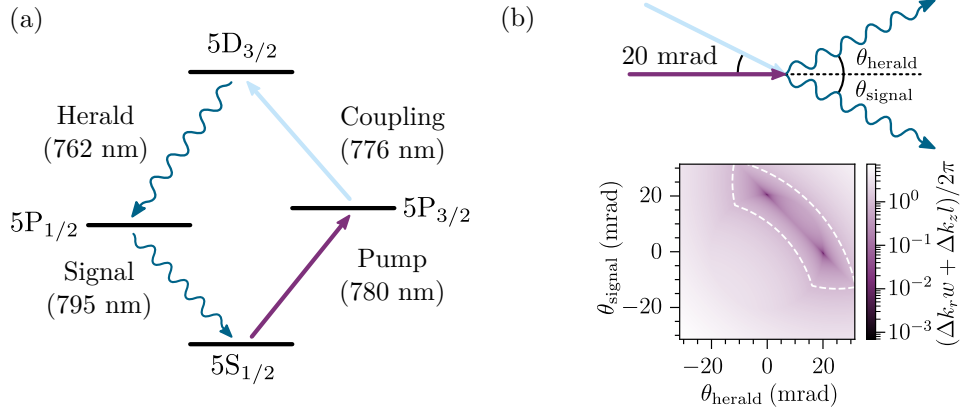 (a)
5D3/2
Herald
(762 nm)
Coupling
(776 nm)
5P1/2
5P3/2
Signal
(795 nm)
Pump
(780 nm)
5S1/2
(b)
20 mrad
θherald
θsignal
θsignal (mrad)
20
0
−20
−20 0 20
θherald (mrad)
10⁰
10⁻¹
10⁻²
10⁻³
(Δkrw + Δkzl)/2π